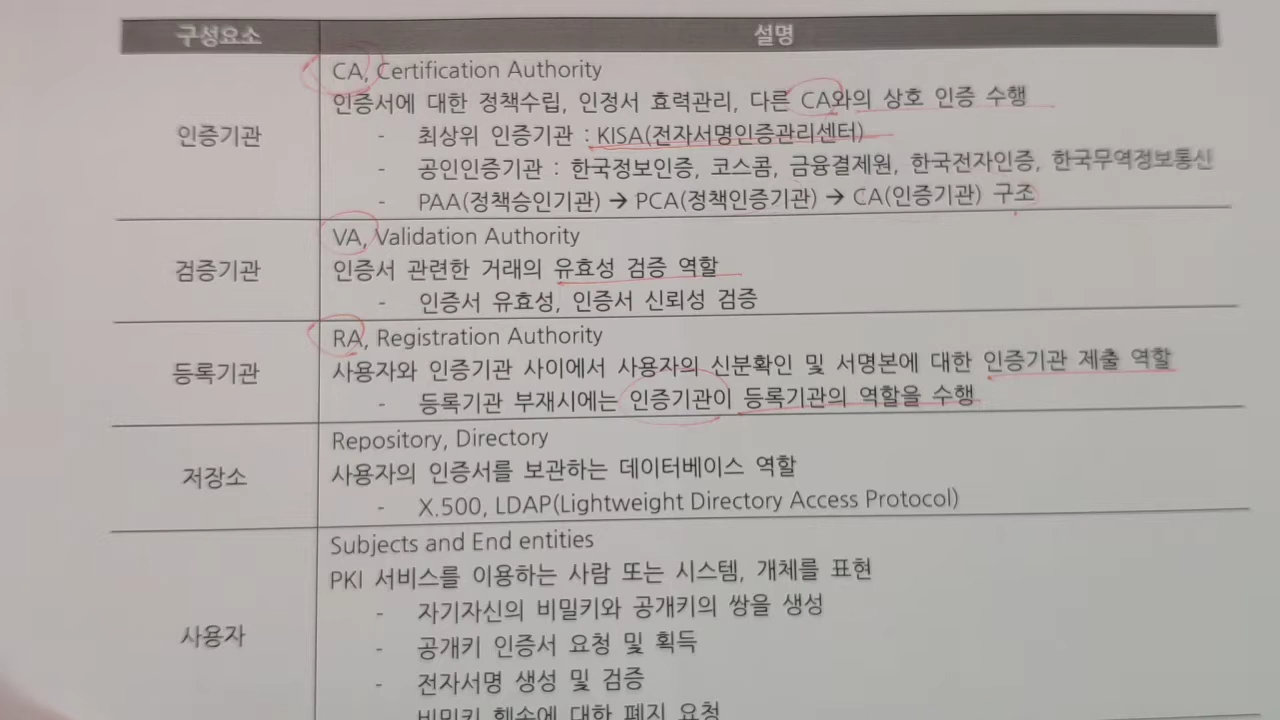 구성요소 설명
인증기관
CA, Certification Authority
인증서에 대한 정책수립, 인정서 효력관리, 다른 CA와의 상호 인증 수행
- 최상위 인증기관 : KISA(전자서명인증관리센터)
- 공인인증기관 : 한국정보인증, 코스콤, 금융결제원, 한국전자인증, 한국무역정보통신
- PAA(정책승인기관) → PCA(정책인증기관) → CA(인증기관) 구조
검증기관
VA, Validation Authority
인증서 관련한 거래의 유효성 검증 역할
- 인증서 유효성, 인증서 신뢰성 검증
등록기관
RA, Registration Authority
사용자와 인증기관 사이에서 사용자의 신분확인 및 서명본에 대한 인증기관 제출 역할
- 등록기관 부재시에는 인증기관이 등록기관의 역할을 수행
저장소
Repository, Directory
사용자의 인증서를 보관하는 데이터베이스 역할
- X.500, LDAP(Lightweight Directory Access Protocol)
사용자
Subjects and End entities
PKI 서비스를 이용하는 사람 또는 시스템, 개체를 표현
- 자기자신의 비밀키와 공개키의 쌍을 생성
- 공개키 인증서 요청 및 획득
- 전자서명 생성 및 검증
비밀키 훼손에 대한 폐지 요청